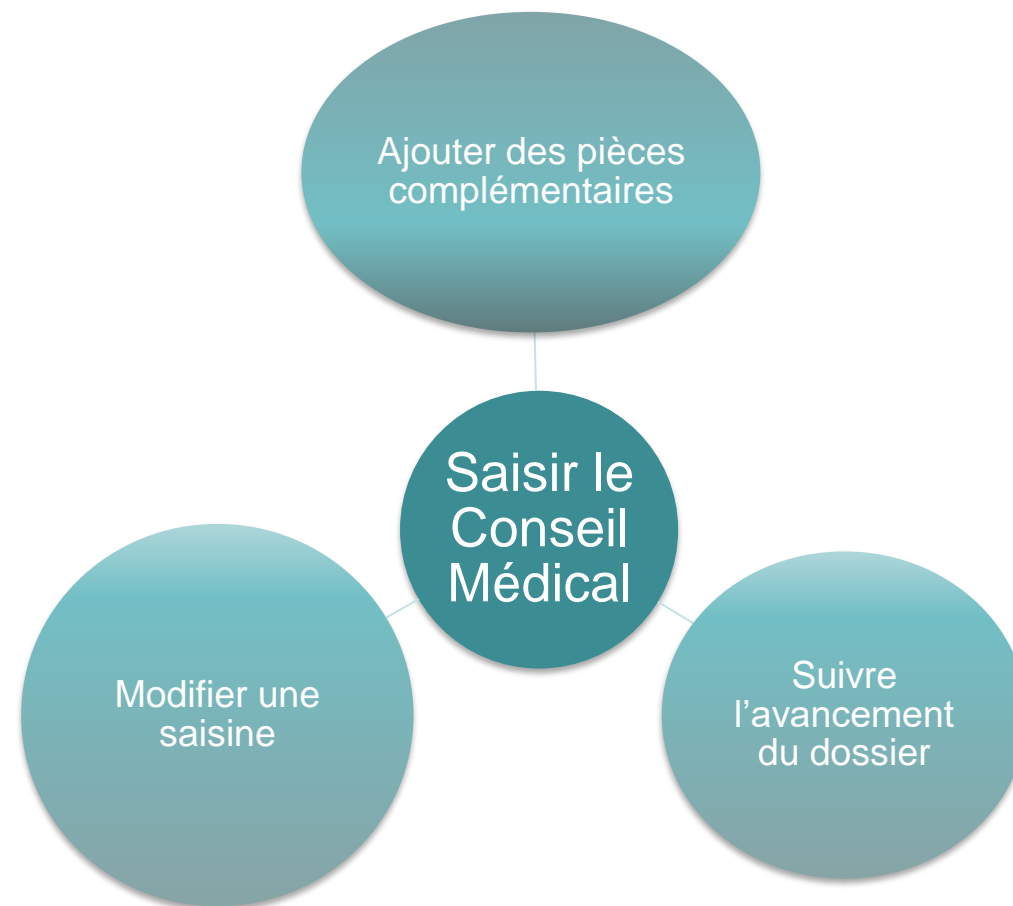 Ajouter des pièces
complémentaires
Saisir le
Conseil
Médical
Modifier une
saisine
Suivre
l’avancement
du dossier